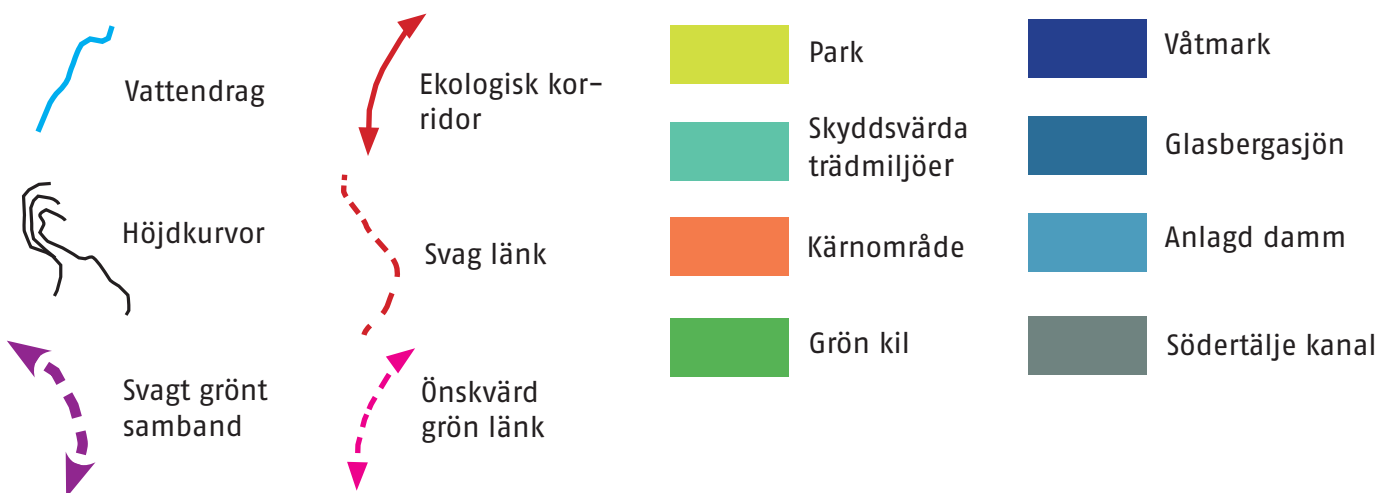 Vattendrag
Höjdkurvor
Svagt grönt
samband
Ekologisk kor-
ridor
Svag länk
Önskvärd
grön länk
Park
Skyddsvärda
trädmiljöer
Kärnområde
Grön kil
Våtmark
Glasbergasjön
Anlagd damm
Södertälje kanal